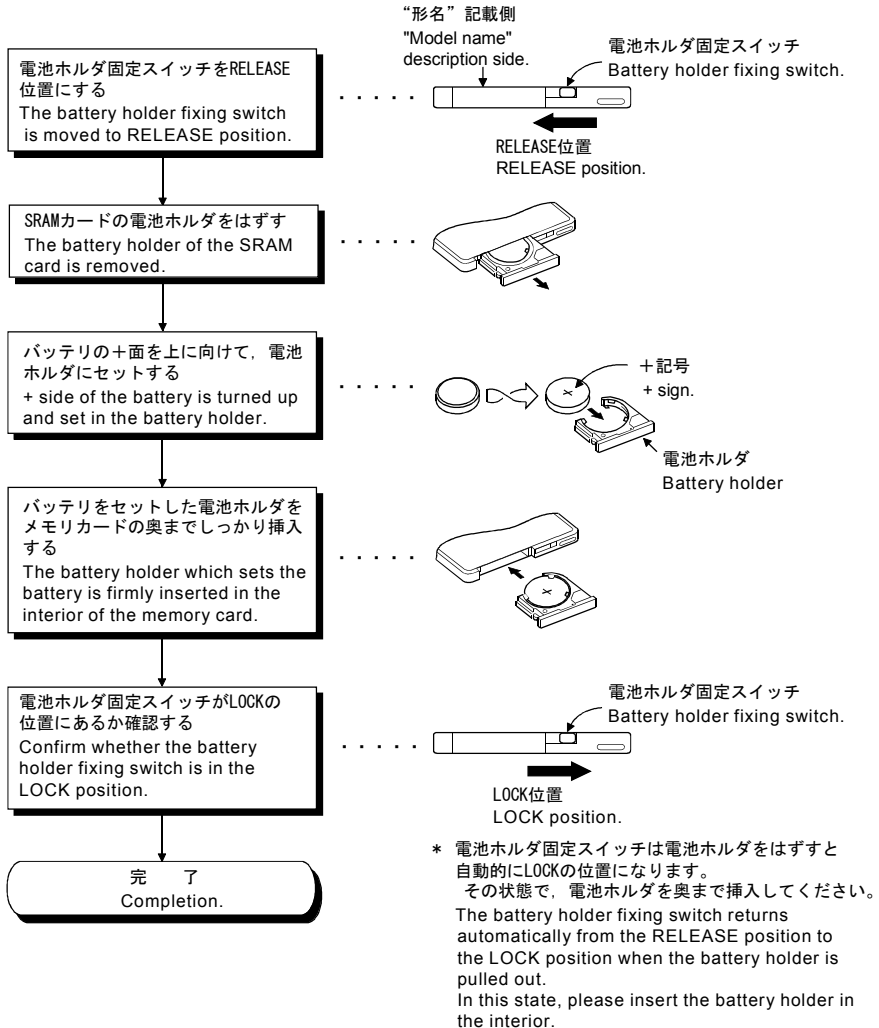 “形名”記載側
"Model name"
description side.
電池ホルダ固定スイッチ
Battery holder fixing switch.
電池ホルダ固定スイッチをRELEASE
位置にする
The battery holder fixing switch
is moved to RELEASE position.
RELEASE位置
RELEASE position.
SRAMカードの電池ホルダをはずす
The battery holder of the SRAM
card is removed.
バッテリの＋面を上に向けて，電池
ホルダにセットする
+ side of the battery is turned up
and set in the battery holder.
＋記号
+ sign.
電池ホルダ
Battery holder
バッテリをセットした電池ホルダを
メモリカードの奥までしっかり挿入
する
The battery holder which sets the
battery is firmly inserted in the
interior of the memory card.
電池ホルダ固定スイッチがLOCKの
位置にあるか確認する
Confirm whether the battery
holder fixing switch is in the
LOCK position.
電池ホルダ固定スイッチ
Battery holder fixing switch.
LOCK位置
LOCK position.
完　了
Completion.
* 電池ホルダ固定スイッチは電池ホルダをはずすと
自動的にLOCKの位置になります。
その状態で，電池ホルダを奥まで挿入してください。
The battery holder fixing switch returns
automatically from the RELEASE position to
the LOCK position when the battery holder is
pulled out.
In this state, please insert the battery holder in
the interior.